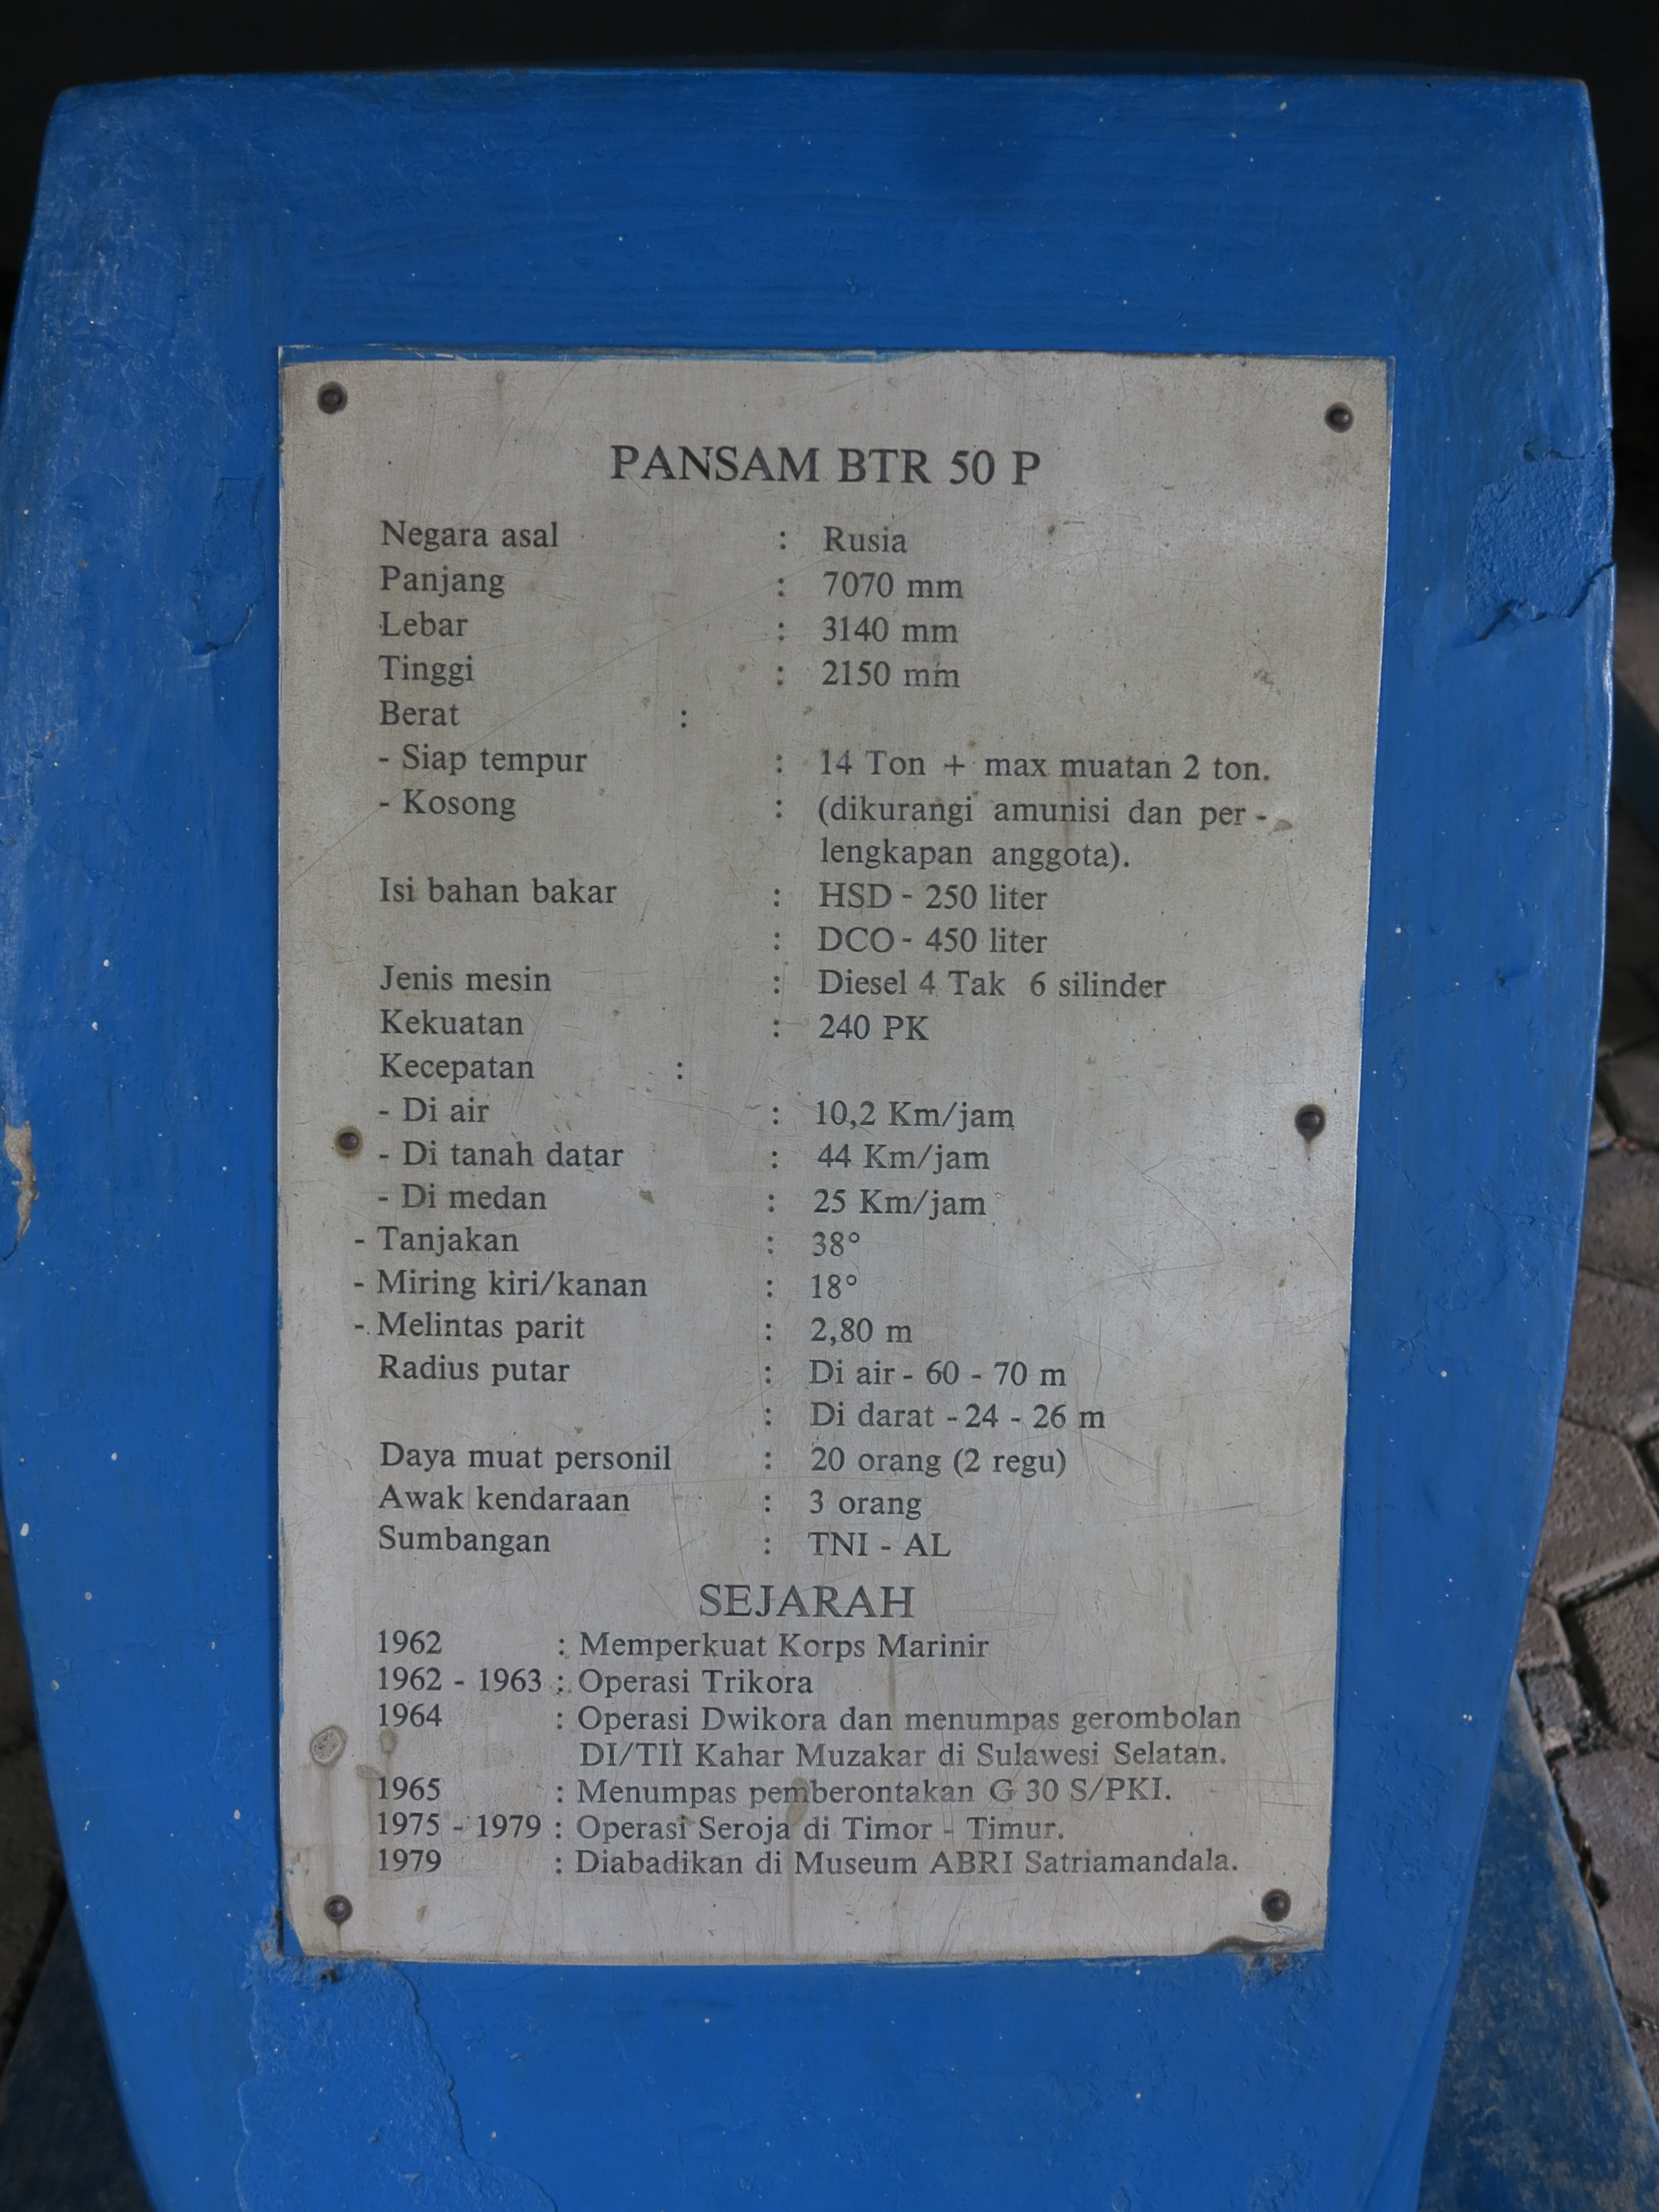 PANSAM BTR 50 P
Negara asal : Rusia
Panjang : 7070 mm
Lebar : 3140 mm
Tinggi : 2150 mm
Berat :
- Siap tempur : 14 Ton + max muatan 2 ton.
- Kosong : (dikurangi amunisi dan per -
lengkapan anggota).
Isi bahan bakar : HSD - 250 liter
: DCO - 450 liter
Jenis mesin : Diesel 4 Tak 6 silinder
Kekuatan : 240 PK
Kecepatan :
- Di air : 10,2 Km/jam
- Di tanah datar : 44 Km/jam
- Di medan : 25 Km/jam
- Tanjakan : 38°
- Miring kiri/kanan : 18°
- Melintas parit : 2,80 m
Radius putar : Di air - 60 - 70 m
: Di darat - 24 - 26 m
Daya muat personil : 20 orang (2 regu)
Awak kendaraan : 3 orang
Sumbangan : TNI - AL
SEJARAH
1962 : Memperkuat Korps Marinir
1962 - 1963 : Operasi Trikora
1964 : Operasi Dwikora dan menumpas gerombolan
DI/TII Kahar Muzakar di Sulawesi Selatan.
1965 : Menumpas pemberontakan G 30 S/PKI.
1975 - 1979 : Operasi Seroja di Timor - Timur.
1979 : Diabadikan di Museum ABRI Satriamandala.